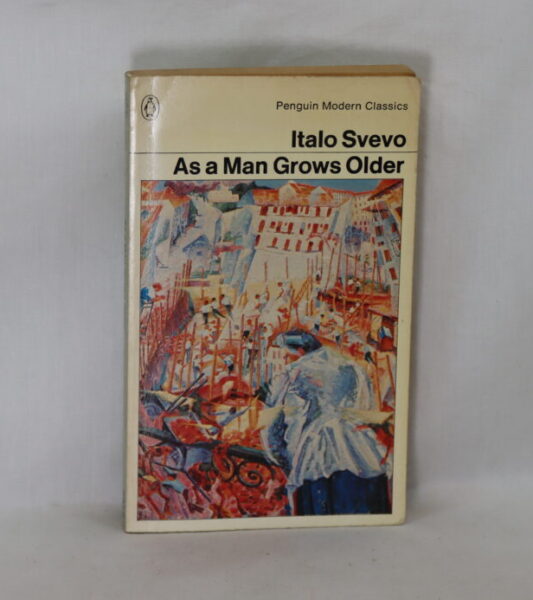 Penguin Modern Classics
Italo Svevo
As a Man Grows Older